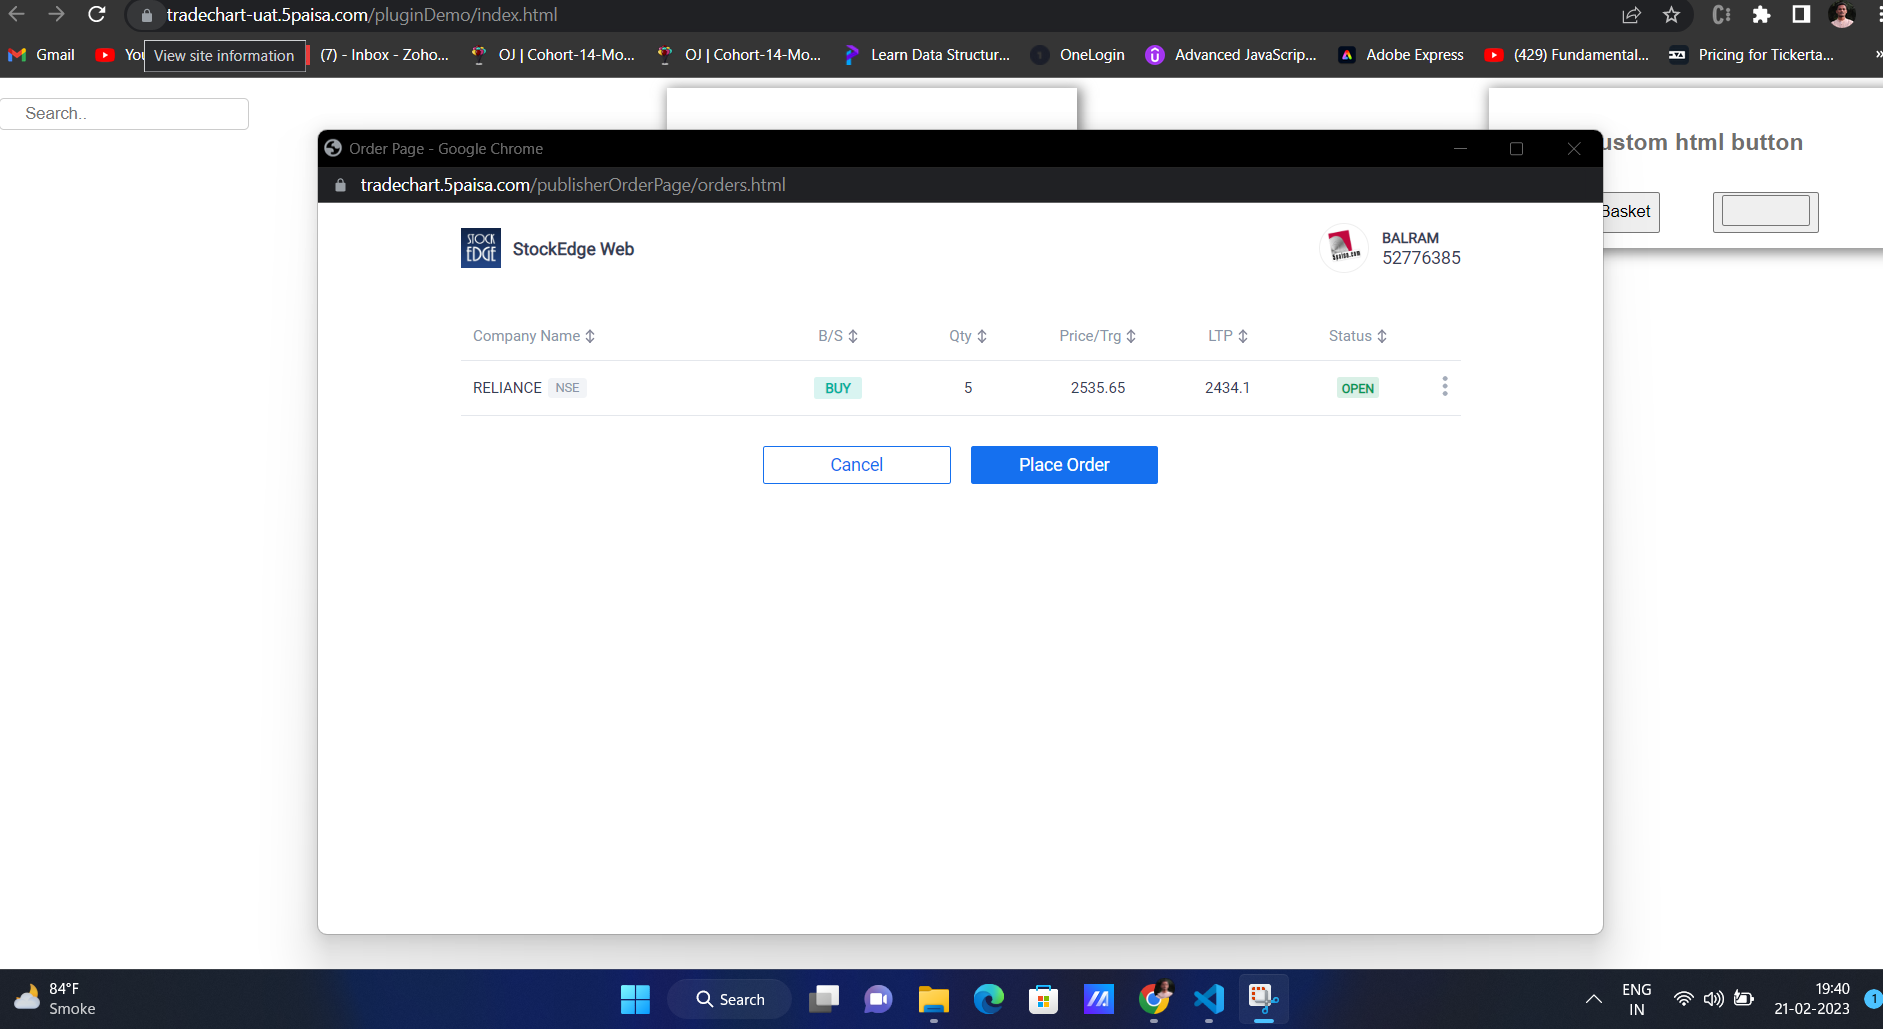 tradechart-uat.5paisa.com/pluginDemo/index.html
Gmail
You
View site information
(7) - Inbox - Zoho...
OJ | Cohort-14-Mo...
OJ | Cohort-14-Mo...
Learn Data Structur...
OneLogin
Advanced JavaScrip...
Adobe Express
(429) Fundamental...
Pricing for Tickerta...
»
Search..
ustom html button
Basket
Order Page - Google Chrome
tradechart.5paisa.com/publisherOrderPage/orders.html
STOCK
EDGE
StockEdge Web
5paisa.com
BALRAM
52776385
Company Name B/S Qty Price/Trg LTP Status
RELIANCE NSE BUY 5 2535.65 2434.1 OPEN
Cancel Place Order
84°F
Smoke
Search
ENG
IN
19:40
21-02-2023
1